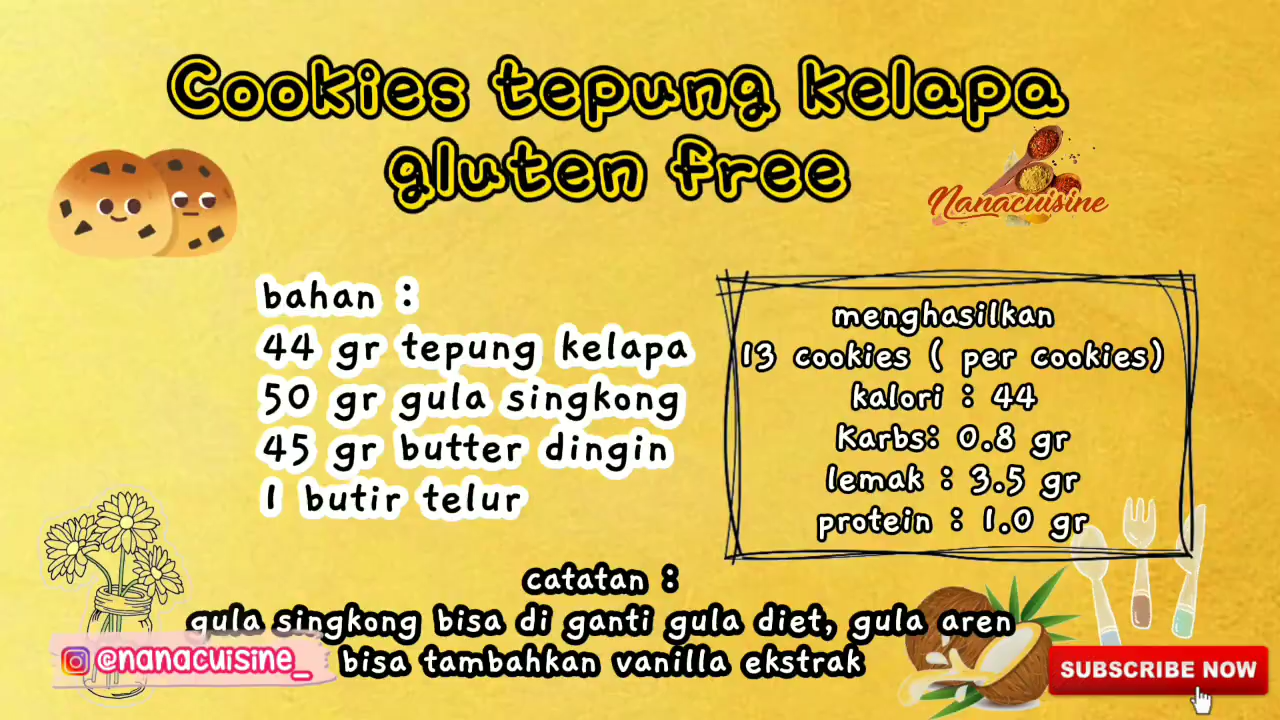 Cookies tepung kelapa
gluten free
Nanacuisine
bahan :
44 gr tepung kelapa
50 gr gula singkong
45 gr butter dingin
1 butir telur
menghasilkan
13 cookies ( per cookies)
kalori : 44
Karbs: 0.8 gr
lemak : 3.5 gr
protein : 1.0 gr
catatan :
gula singkong bisa di ganti gula diet, gula aren
bisa tambahkan vanilla ekstrak
@nanacuisine_
SUBSCRIBE NOW